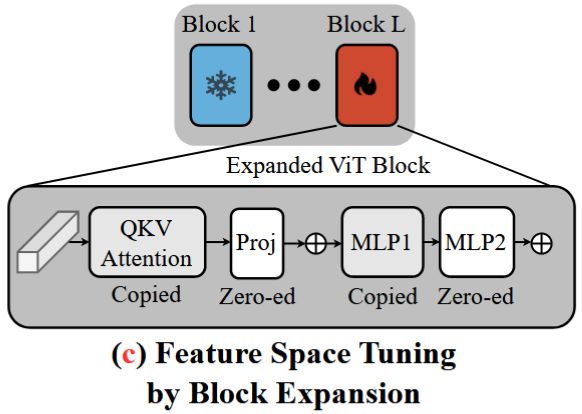 Block 1 Block L
Expanded ViT Block
QKV
Attention
Proj
MLP1
MLP2
Copied
Zero-ed
Copied
Zero-ed
(c) Feature Space Tuning
by Block Expansion